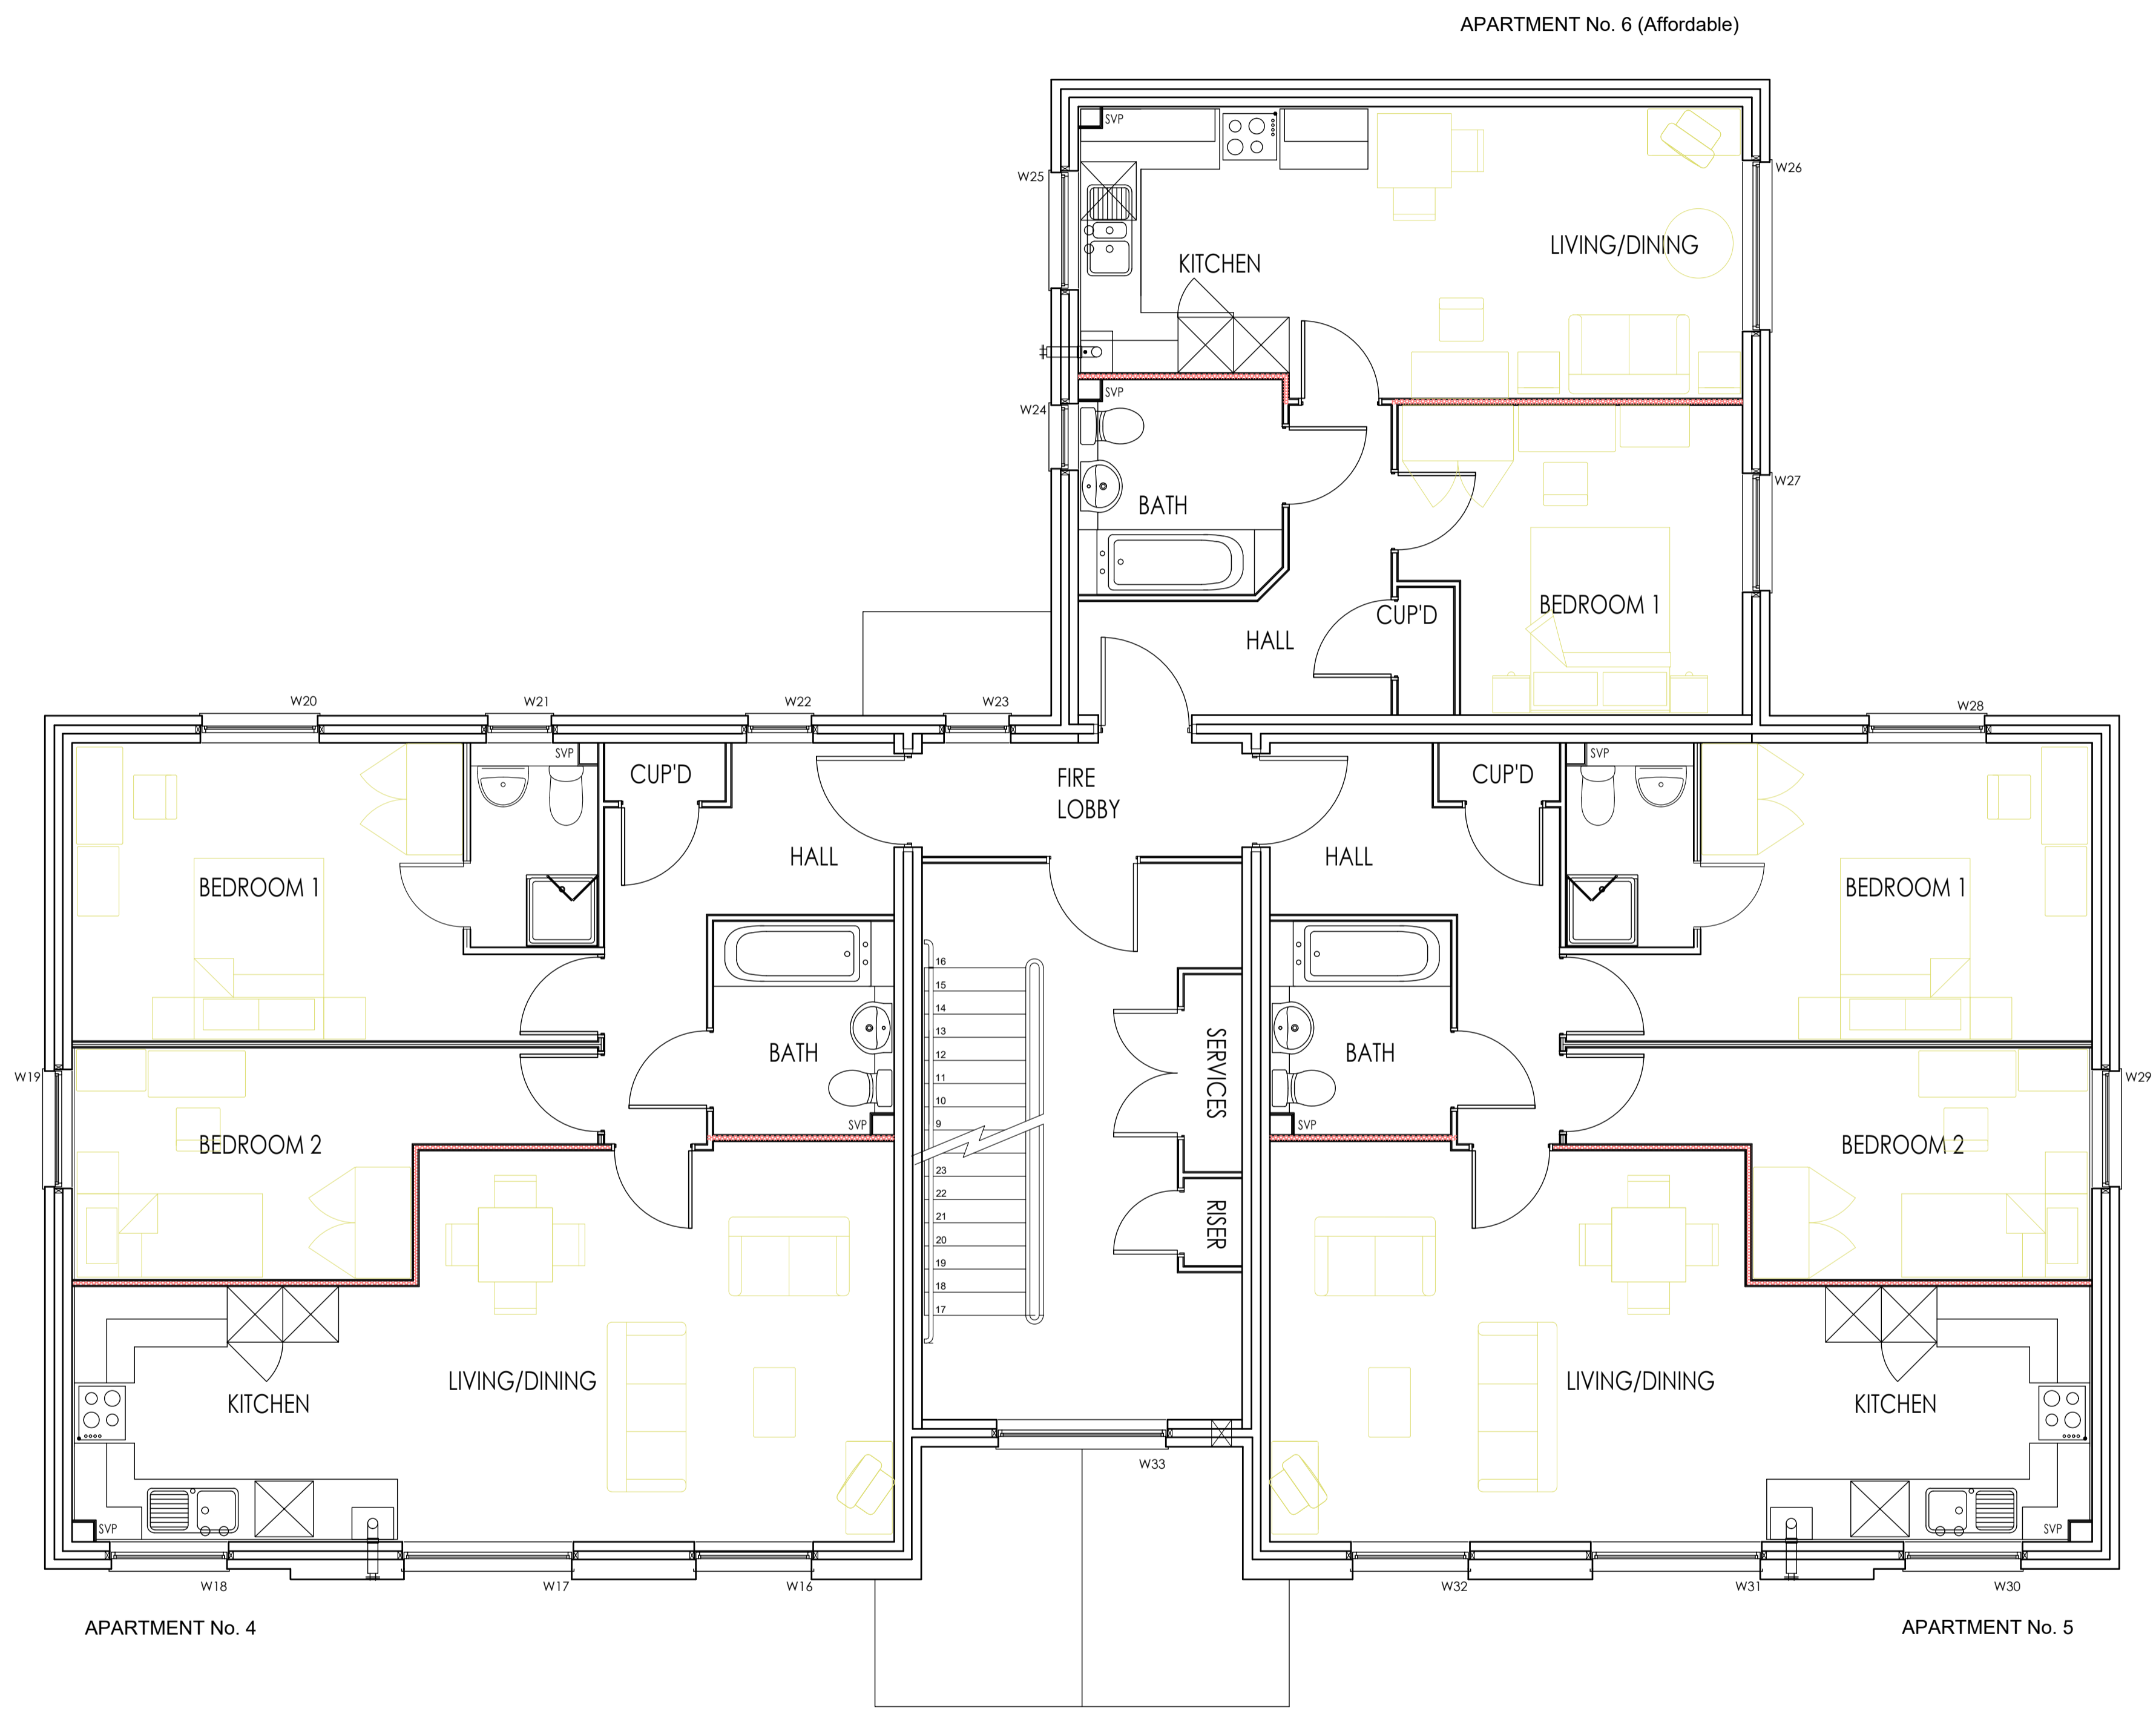 APARTMENT No. 6 (Affordable)
SVP
W25
W26
LIVING/DINING
KITCHEN
SVP
W24
W27
BATH
BEDROOM 1
CUP'D
HALL
W20
W21
W22
W23
W28
SVP
CUP'D
FIRE
LOBBY
CUP'D
SVP
HALL
HALL
BEDROOM 1
BEDROOM 1
16
15
14
13
12
11
10
9
23
22
21
20
19
18
17
SERVICES
RISER
BATH
BATH
W19
W29
SVP
SVP
BEDROOM 2
BEDROOM 2
LIVING/DINING
LIVING/DINING
KITCHEN
KITCHEN
W33
SVP
SVP
W18
W17
W16
W32
W31
W30
APARTMENT No. 4
APARTMENT No. 5